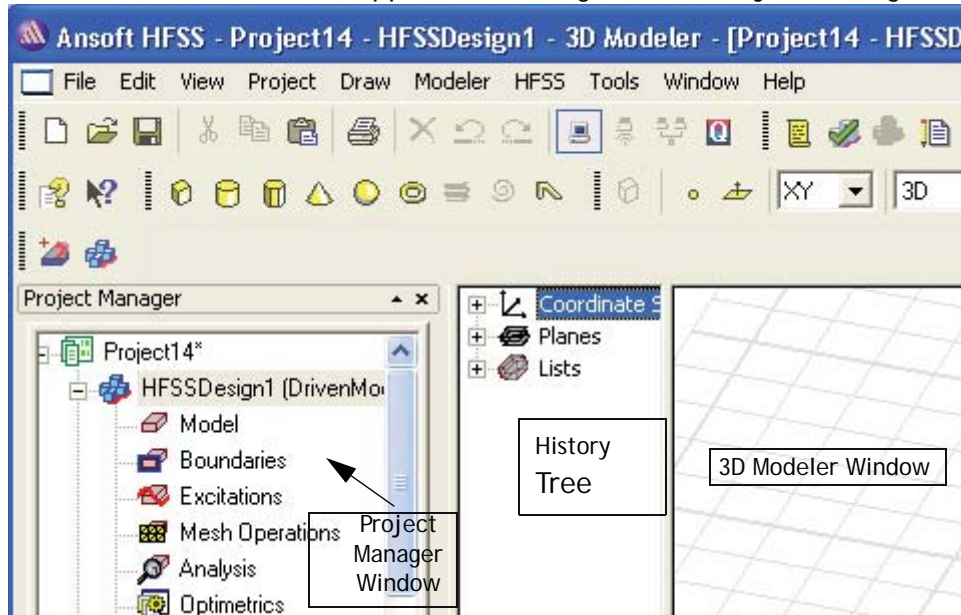 Ansoft HFSS - Project14 - HFSSDesign1 - 3D Modeler - [Project14 - HFSSD
File Edit View Project Draw Modeler HFSS Tools Window Help
XY 3D
Project Manager
Project14*
HFSSDesign1 (DrivenMo
Model
Boundaries
Excitations
Mesh Operations
Analysis
Optimetrics
Project
Manager
Window
Coordinate S
Planes
Lists
History
Tree
3D Modeler Window